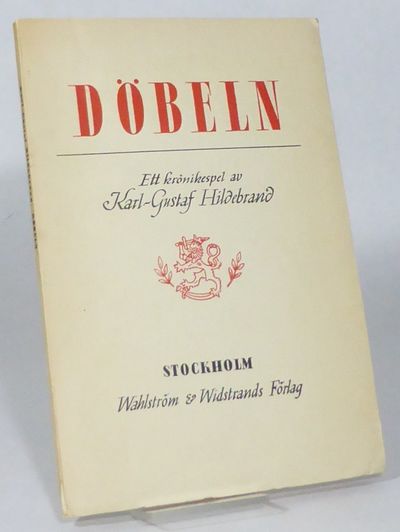 DÖBELN
Ett krönikespel av
Karl-Gustaf Hildebrand
STOCKHOLM
Wahlström & Widstrands Förlag